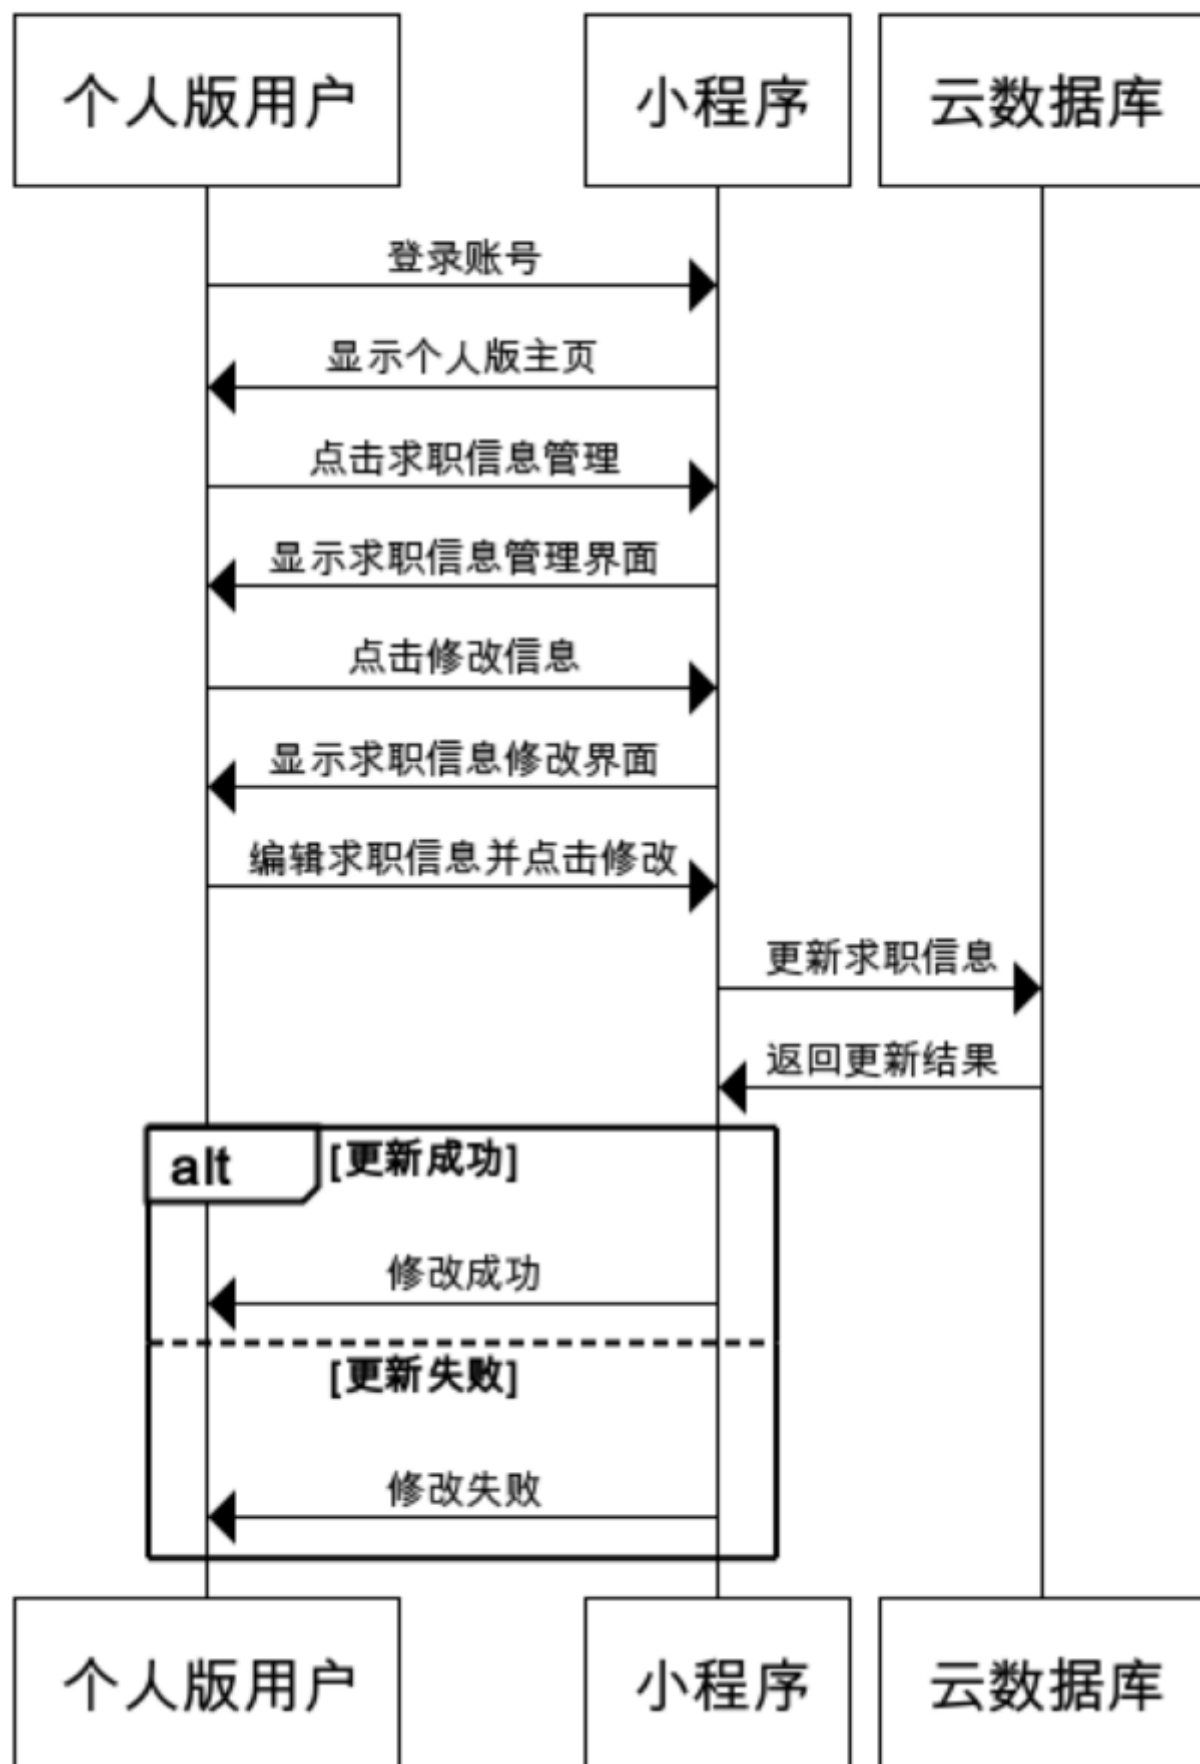 个人版用户
小程序
云数据库
登录账号
显示个人版主页
点击求职信息管理
显示求职信息管理界面
点击修改信息
显示求职信息修改界面
编辑求职信息并点击修改
更新求职信息
返回更新结果
alt [更新成功]
修改成功
[更新失败]
修改失败
个人版用户
小程序
云数据库